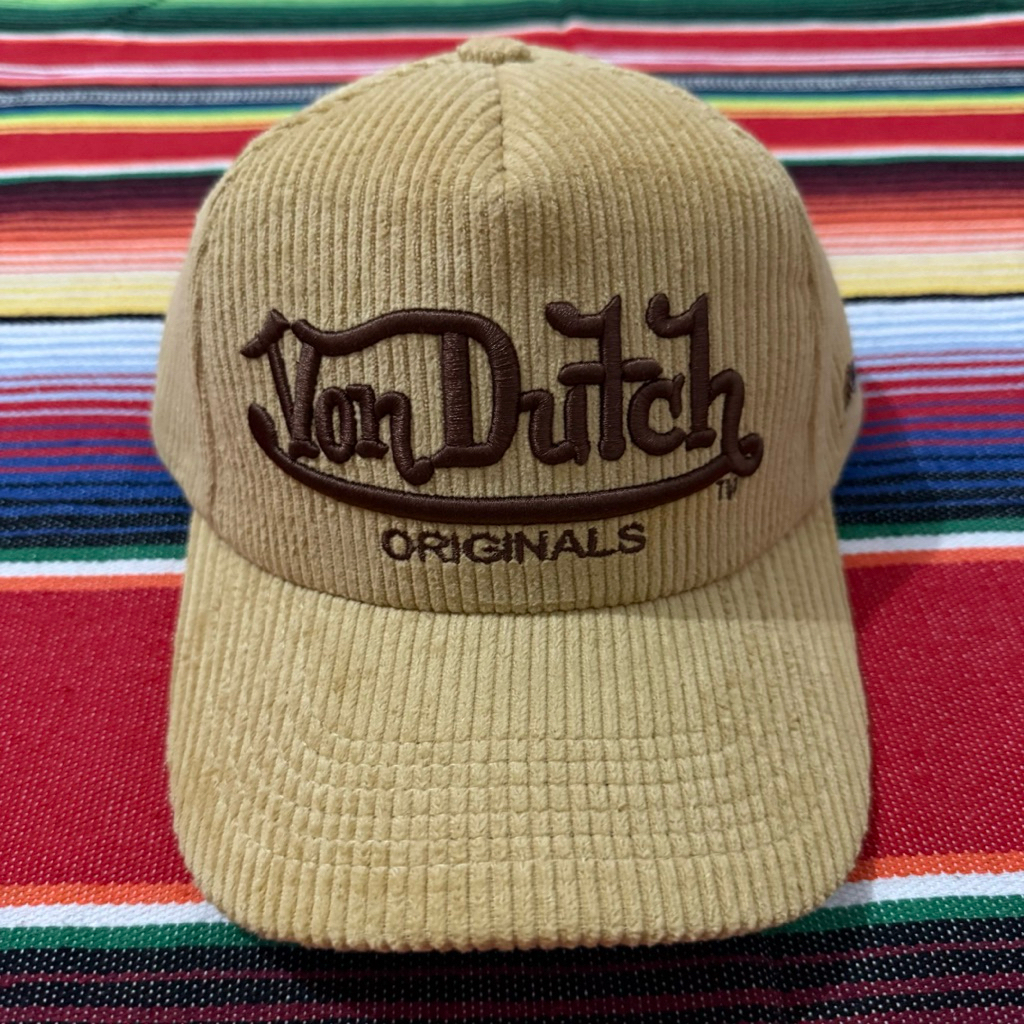 Von Dutch
TM
ORIGINALS